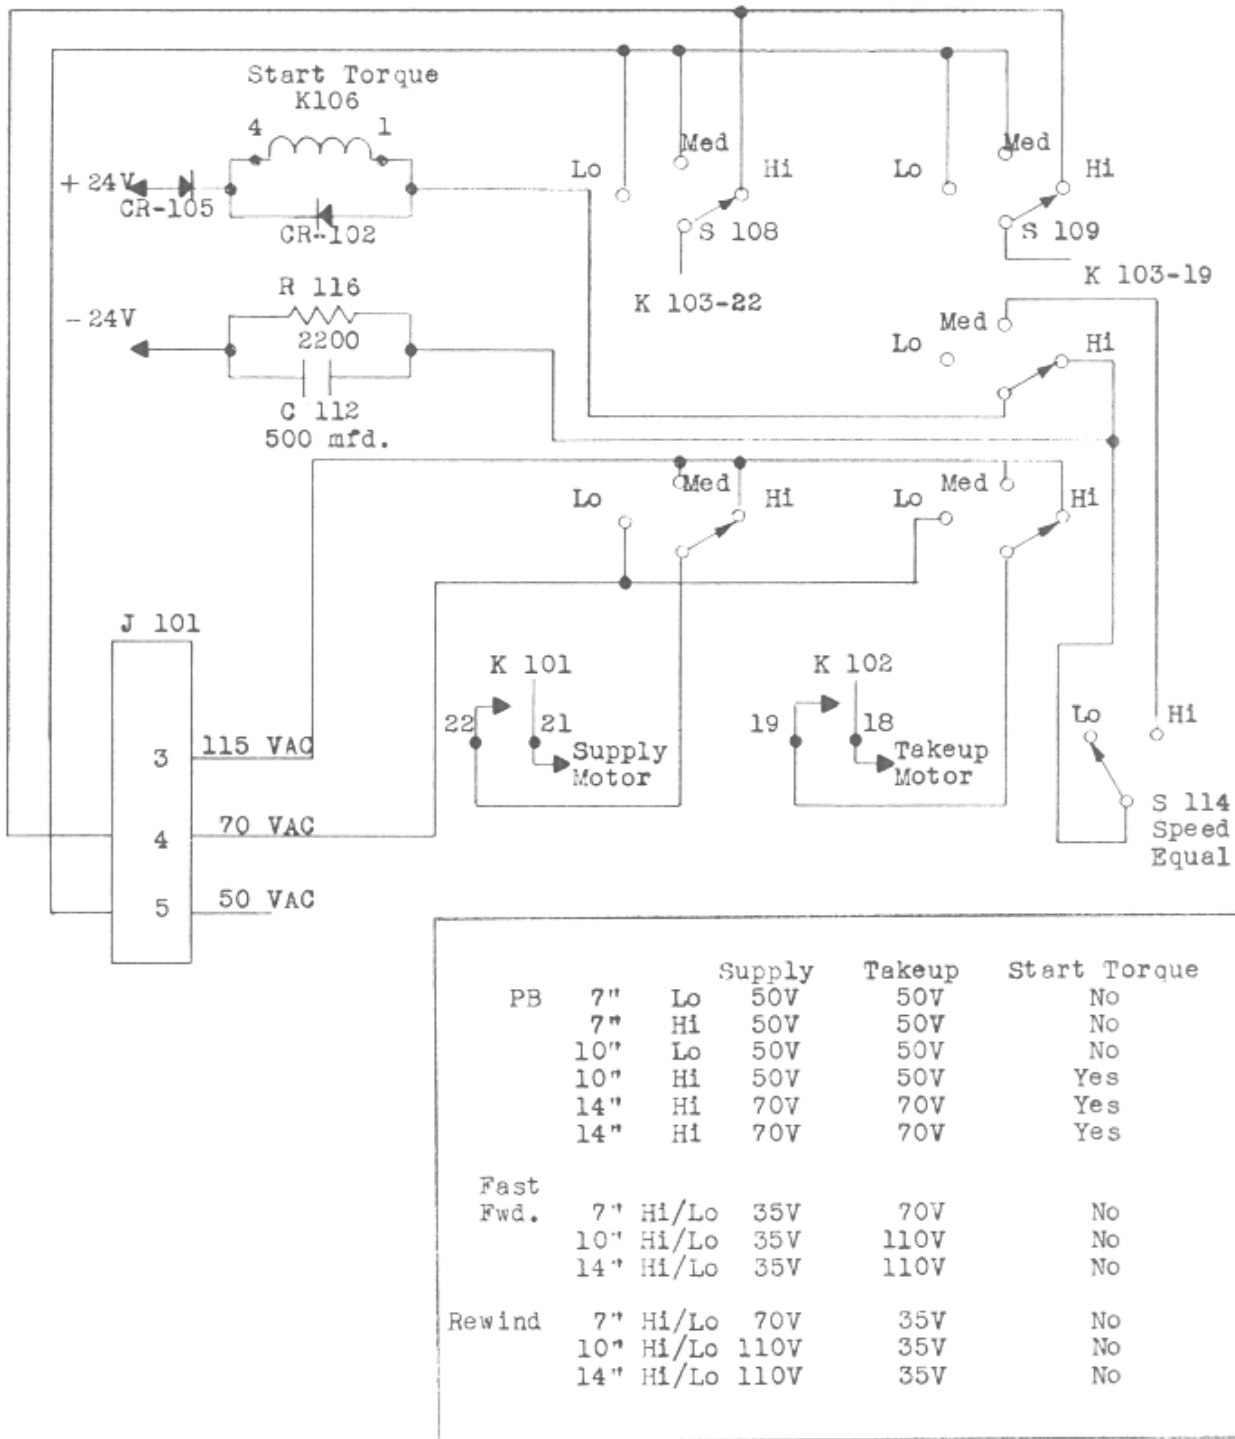 Start Torque
K106
4 1
Med
Lo Hi
Med
Lo Hi
+ 24V
CR-105
CR-102
S 108
S 109
K 103-22
K 103-19
R 116
- 24V
2200
C 112
500 mfd.
Med
Lo Hi
Med
Lo Hi
Med
Lo Hi
J 101
K 101
K 102
22 21
19 18
Supply
Motor
Takeup
Motor
Lo Hi
S 114
Speed
Equal
3 115 VAC
4 70 VAC
5 50 VAC
Supply Takeup Start Torque
PB 7" Lo 50V 50V No
7" Hi 50V 50V No
10" Lo 50V 50V No
10" Hi 50V 50V Yes
14" Hi 70V 70V Yes
14" Hi 70V 70V Yes
Fast
Fwd. 7" Hi/Lo 35V 70V No
10" Hi/Lo 35V 110V No
14" Hi/Lo 35V 110V No
Rewind 7" Hi/Lo 70V 35V No
10" Hi/Lo 110V 35V No
14" Hi/Lo 110V 35V No